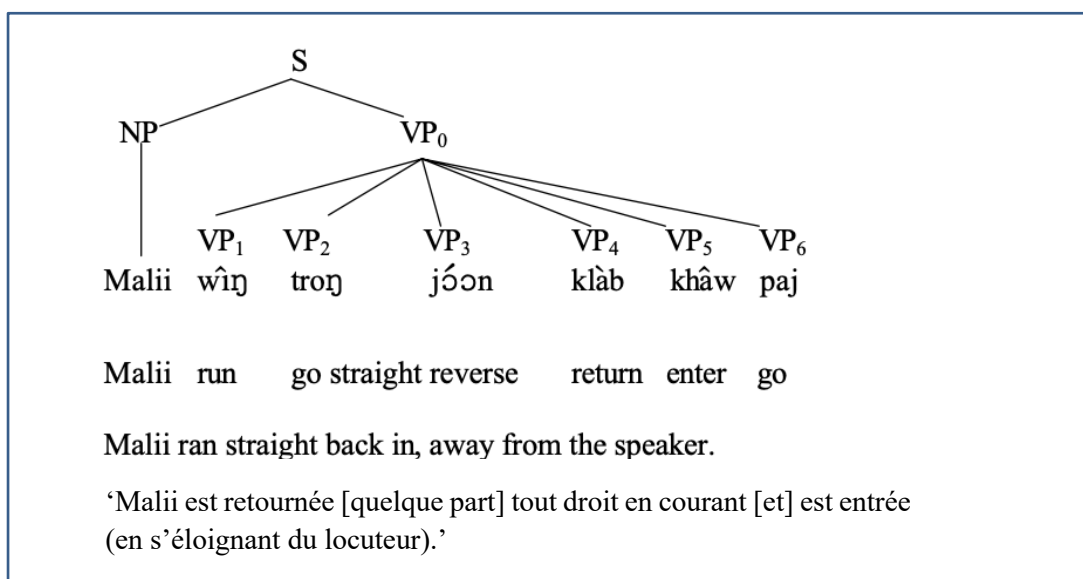 S
NP VP₀
VP₁ VP₂ VP₃ VP₄ VP₅ VP₆
Malii wîŋ troŋ jɔ́ɔn klàb khâw paj
Malii run go straight reverse return enter go
Malii ran straight back in, away from the speaker.
‘Malii est retournée [quelque part] tout droit en courant [et] est entrée
(en s’éloignant du locuteur).’